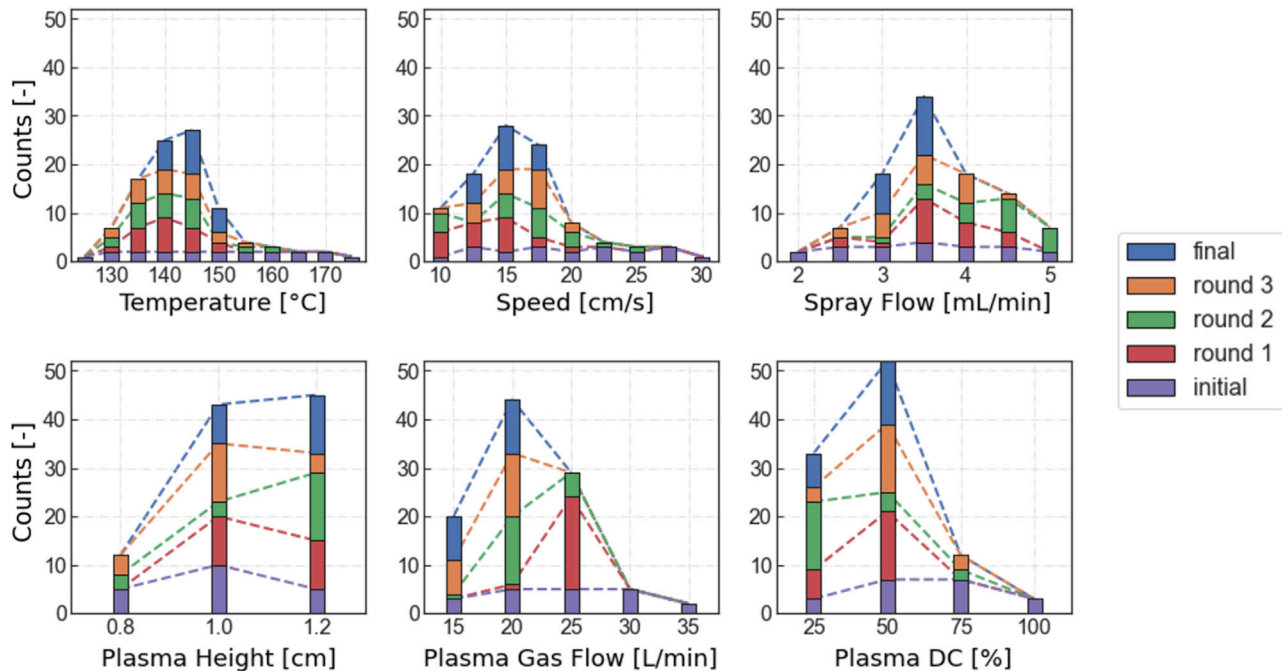 Counts [-]
50
40
30
20
10
0
130 140 150 160 170
Temperature [°C]
50
40
30
20
10
0
10 15 20 25 30
Speed [cm/s]
50
40
30
20
10
0
2 3 4 5
Spray Flow [mL/min]
final
round 3
round 2
round 1
initial
Counts [-]
50
40
30
20
10
0
0.8 1.0 1.2
Plasma Height [cm]
50
40
30
20
10
0
15 20 25 30 35
Plasma Gas Flow [L/min]
50
40
30
20
10
0
25 50 75 100
Plasma DC [%]